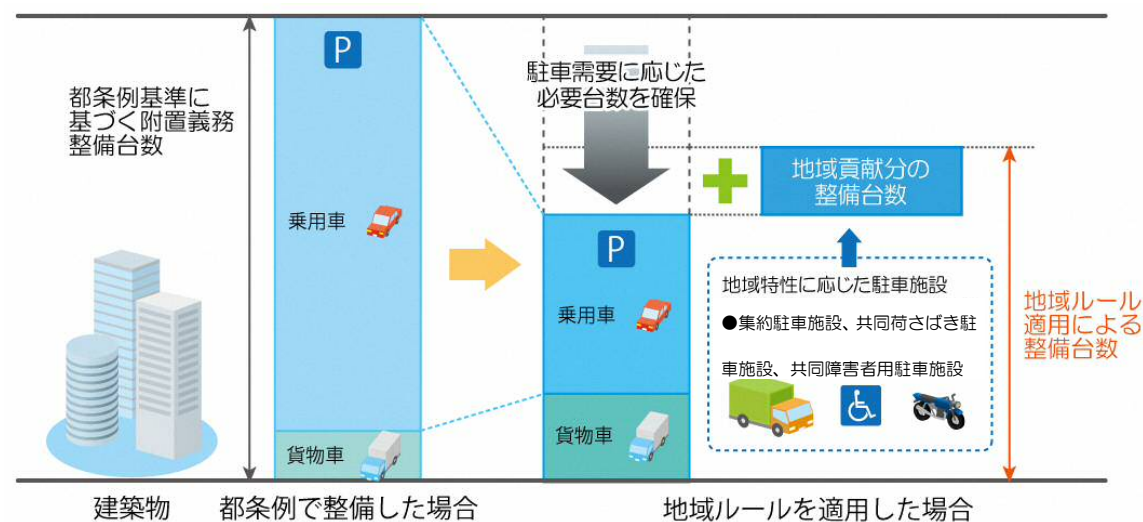 都条例基準に
基づく附置義務
整備台数
P
乗用車
貨物車
駐車需要に応じた
必要台数を確保
P
乗用車
貨物車
地域貢献分の
整備台数
地域特性に応じた駐車施設
●集約駐車施設、共同荷さばき駐
車施設、共同障害者用駐車施設
地域ルール
適用による
整備台数
建築物
都条例で整備した場合
地域ルールを適用した場合